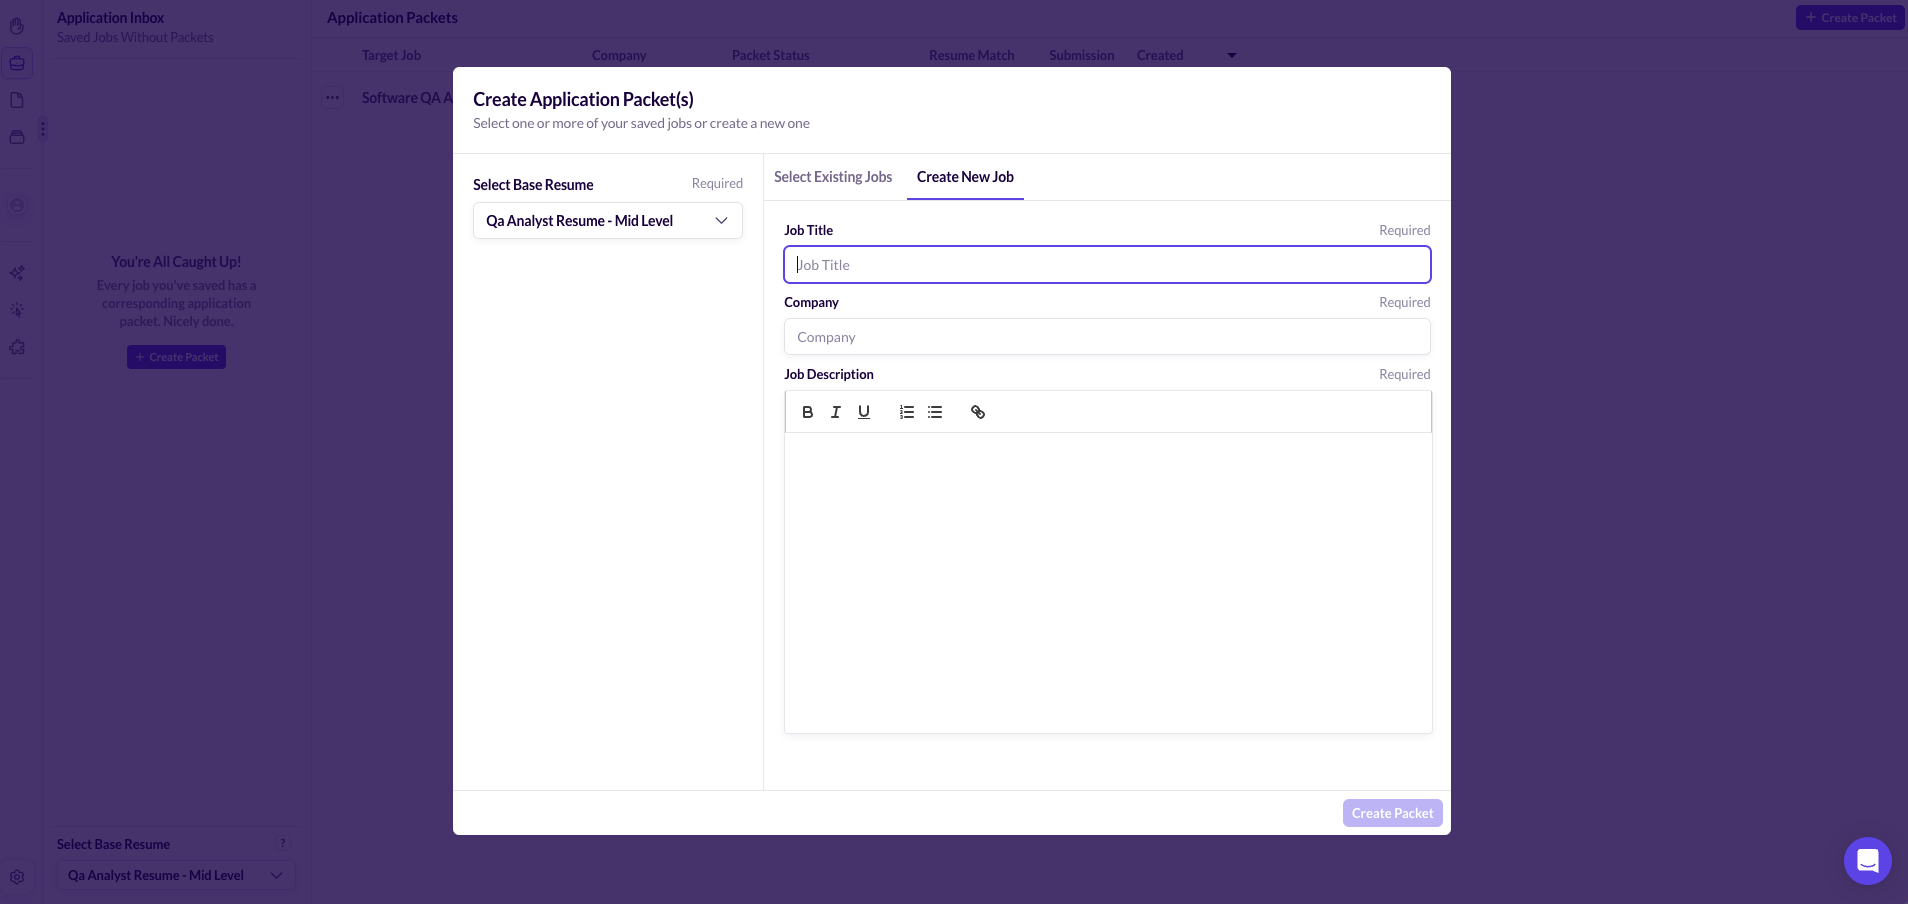 Application Inbox
Saved Jobs Without Packets
Application Packets
+ Create Packet
Target Job
Company
Packet Status
Resume Match
Submission
Created
Software QA A
You're All Caught Up!
Every job you've saved has a
corresponding application
packet. Nicely done.
+ Create Packet
Select Base Resume
?
Qa Analyst Resume - Mid Level
Create Application Packet(s)
Select one or more of your saved jobs or create a new one
Select Base Resume
Required
Qa Analyst Resume - Mid Level
Select Existing Jobs
Create New Job
Job Title
Required
Job Title
Company
Required
Company
Job Description
Required
B I U
Create Packet